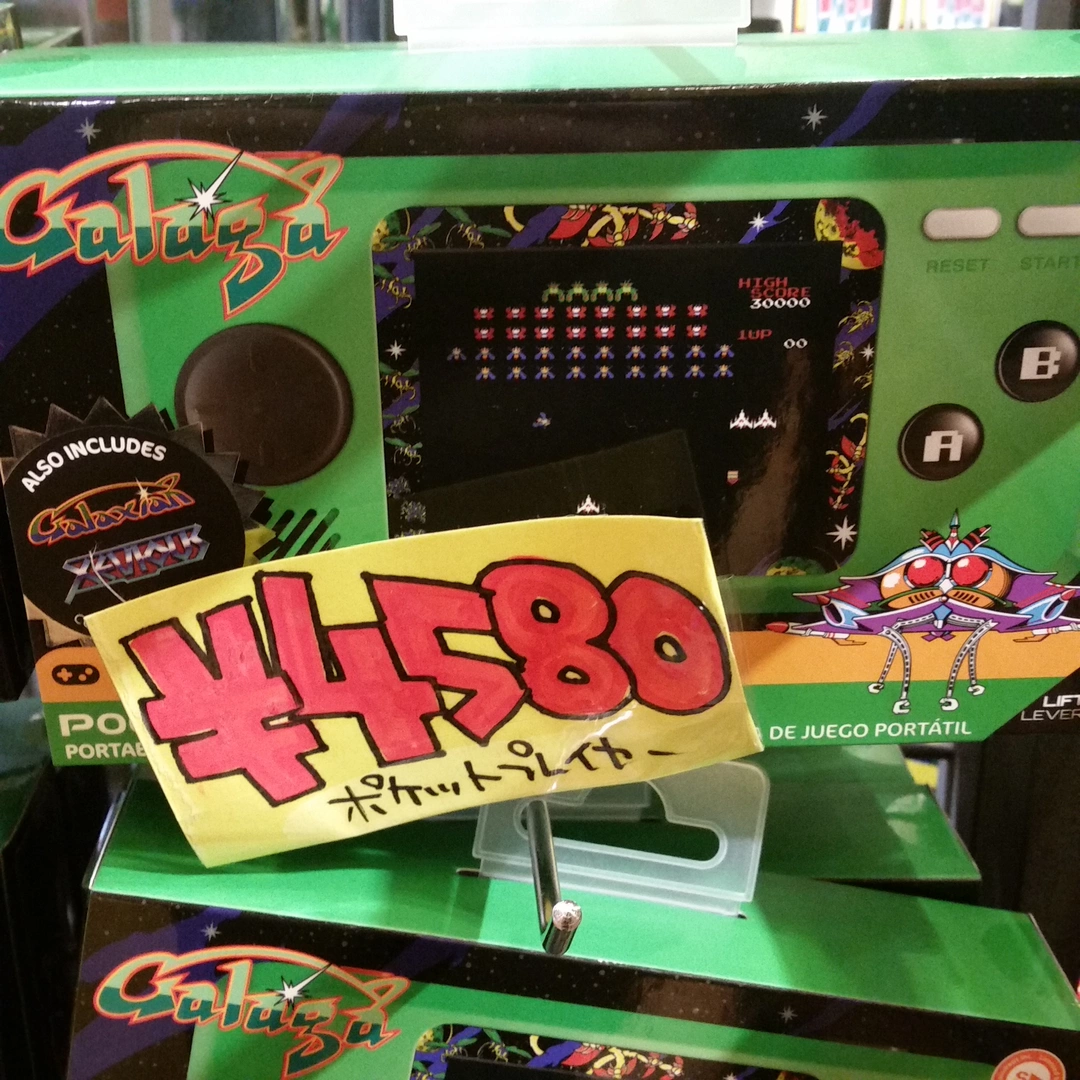 Galaga
HIGH
SCORE
30000
1UP 00
RESET START
B
A
ALSO INCLUDES
Galaxian
XEVIOUS
¥4580
ポケットプレイヤー
DE JUEGO PORTÁTIL
LIFT
Galaga